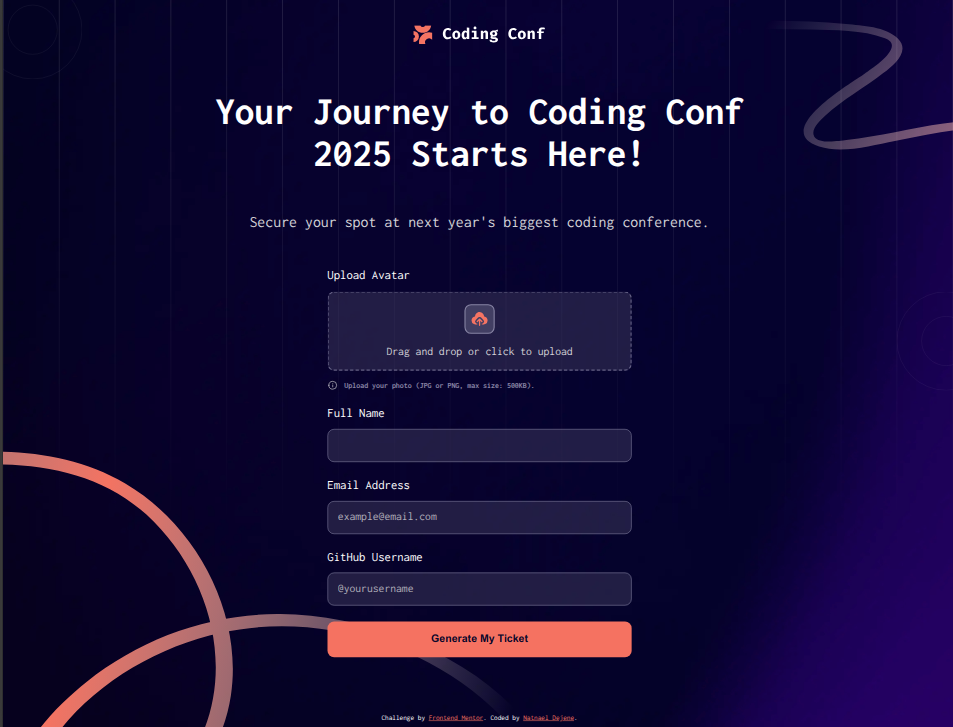 Coding Conf
Your Journey to Coding Conf
2025 Starts Here!
Secure your spot at next year's biggest coding conference.
Upload Avatar
Drag and drop or click to upload
Upload your photo (JPG or PNG, max size: 500KB).
Full Name
Email Address
example@email.com
GitHub Username
@yourusername
Generate My Ticket
Challenge by Frontend Mentor. Coded by Natnael Dejene.